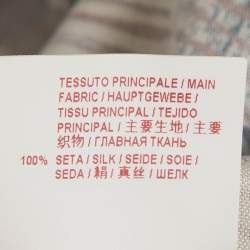 TESSUTO PRINCIPALE / MAIN
FABRIC / HAUPTGEWEBE /
TISSU PRINCIPAL / TEJIDO
PRINCIPAL / 主要生地 / 主要
织物 / ГЛАВНАЯ ТКАНЬ
100% SETA / SILK / SEIDE / SOIE /
SEDA / 絹 / 真丝 / ШЕЛК